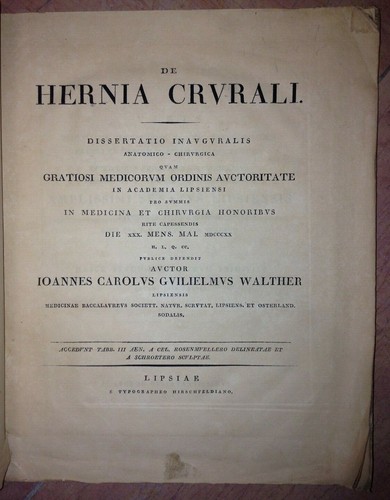 DE
HERNIA CRVRALI.
DISSERTATIO INAVGVRALIS
ANATOMICO - CHIRVRGICA
QVAM
GRATIOSI MEDICORVM ORDINIS AVCTORITATE
IN ACADEMIA LIPSIENSI
PRO SVMMIS
IN MEDICINA ET CHIRVRGIA HONORIBVS
RITE CAPESSENDIS
DIE XXX. MENS. MAI. MDCCCXX
H. L. Q. CC.
PVBLICE DEFENDET
AVCTOR
IOANNES CAROLVS GVILIELMVS WALTHER
LIPSIENSIS
MEDICINAE BACCALAVREVS SOCIETT. NATVR. SCRVTAT. LIPSIENS. ET OSTERLAND.
SODALIS.
ACCEDVNT TABB. III AEN. A CEL. ROSENMVELLERO DELINEATAE ET
A SCHROETERO SCVLPTAE.
LIPSIAE
E TYPOGRAPHEO HIRSCHFELDIANO.